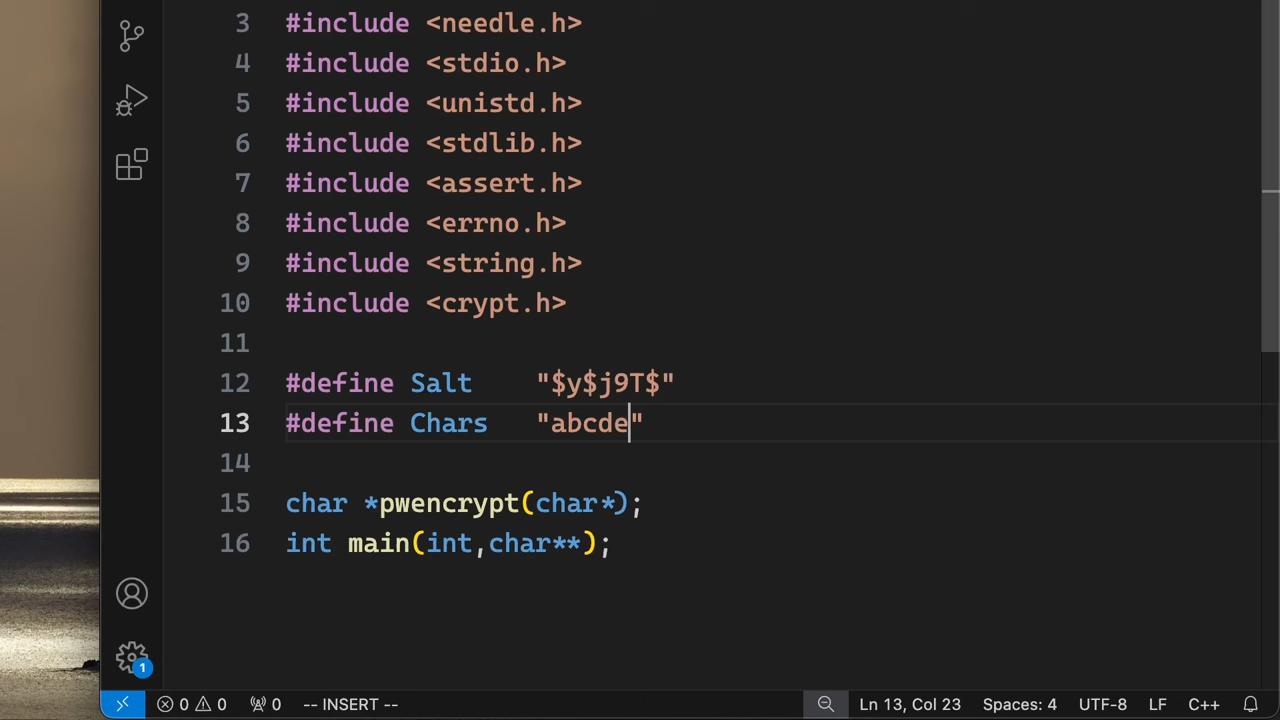 3 #include <needle.h>
4 #include <stdio.h>
5 #include <unistd.h>
6 #include <stdlib.h>
7 #include <assert.h>
8 #include <errno.h>
9 #include <string.h>
10 #include <crypt.h>
11
12 #define Salt "$y$j9T$"
13 #define Chars "abcde"
14
15 char *pwencrypt(char*);
16 int main(int,char**);
1
0 0 0 -- INSERT -- Ln 13, Col 23 Spaces: 4 UTF-8 LF C++